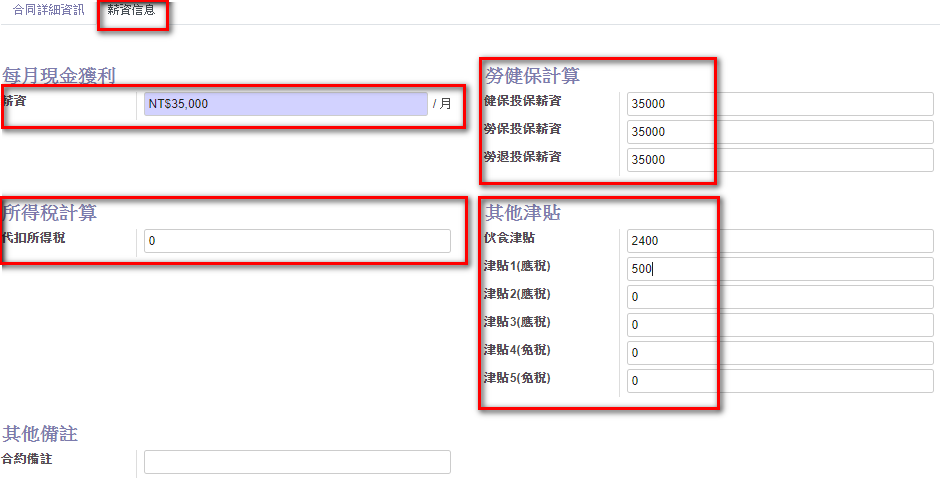 合同詳細資訊 薪資信息
每月現金獲利
薪資 NT$35,000 / 月
勞健保計算
健保投保薪資 35000
勞保投保薪資 35000
勞退投保薪資 35000
所得稅計算
代扣所得稅 0
其他津貼
伙食津貼 2400
津貼1(應稅) 500
津貼2(應稅) 0
津貼3(應稅) 0
津貼4(免稅) 0
津貼5(免稅) 0
其他備註
合約備註